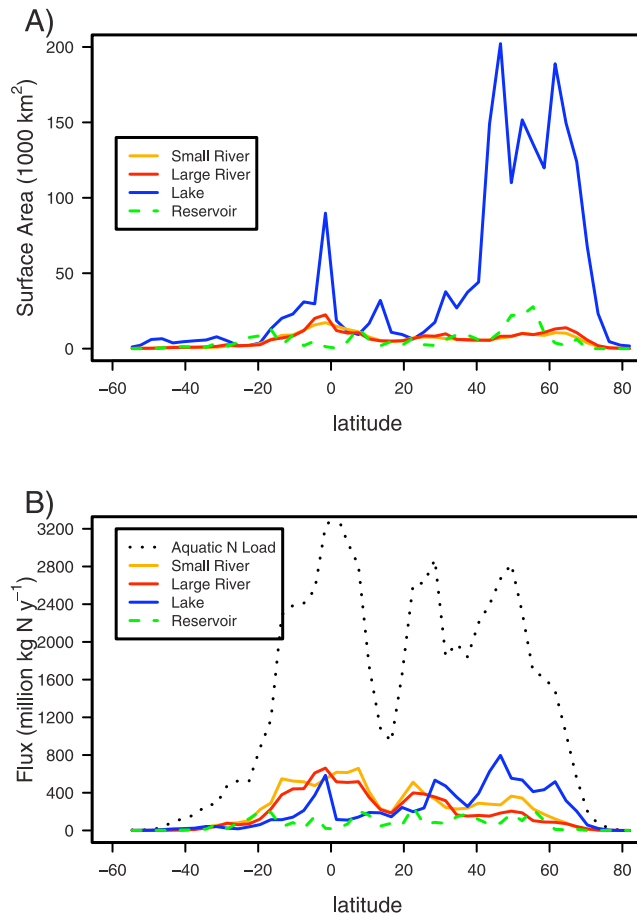 A)
Surface Area (1000 km²)
200
150
100
50
0
Small River
Large River
Lake
Reservoir
−60 −40 −20 0 20 40 60 80
latitude
B)
Flux (million kg N y⁻¹)
3200
2800
2400
2000
1600
1200
800
400
0
Aquatic N Load
Small River
Large River
Lake
Reservoir
−60 −40 −20 0 20 40 60 80
latitude